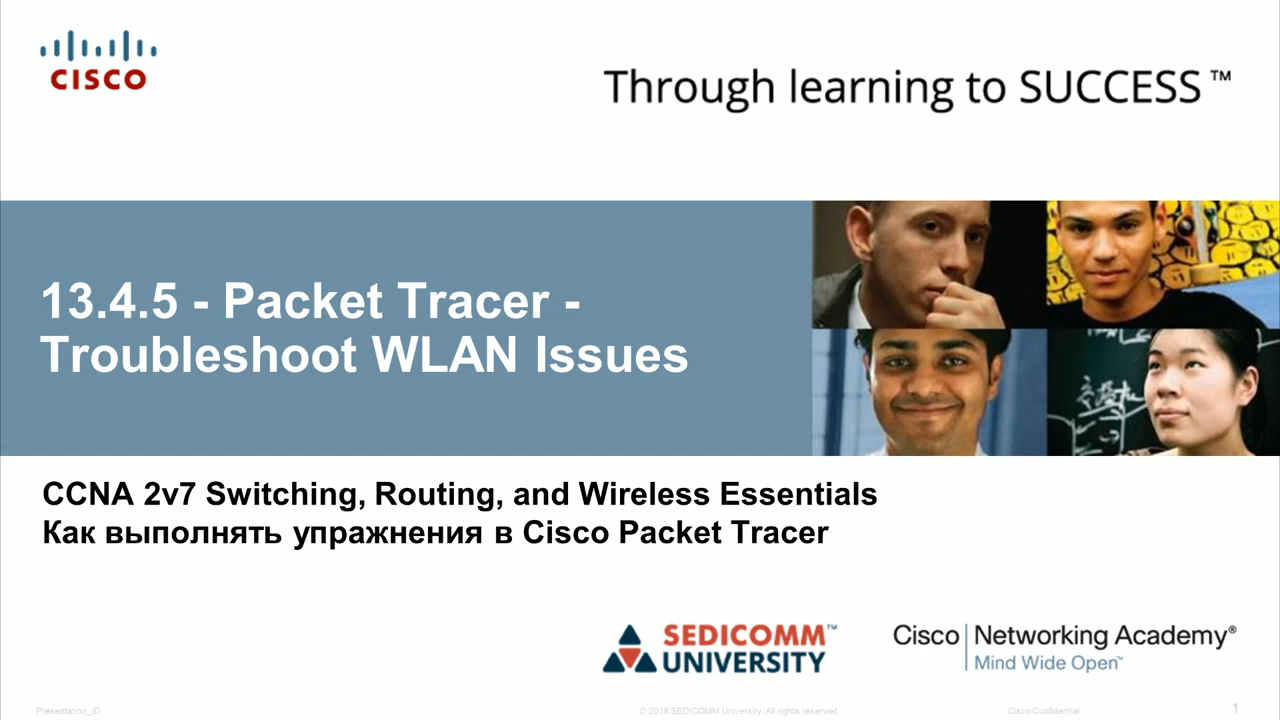 CISCO
Through learning to SUCCESS™
13.4.5 - Packet Tracer -
Troubleshoot WLAN Issues
CCNA 2v7 Switching, Routing, and Wireless Essentials
Как выполнять упражнения в Cisco Packet Tracer
SEDICOMM™
UNIVERSITY
Cisco Networking Academy®
Mind Wide Open™
Presentation_ID
© 2018 SEDICOMM University. All rights reserved
Cisco Confidential
1